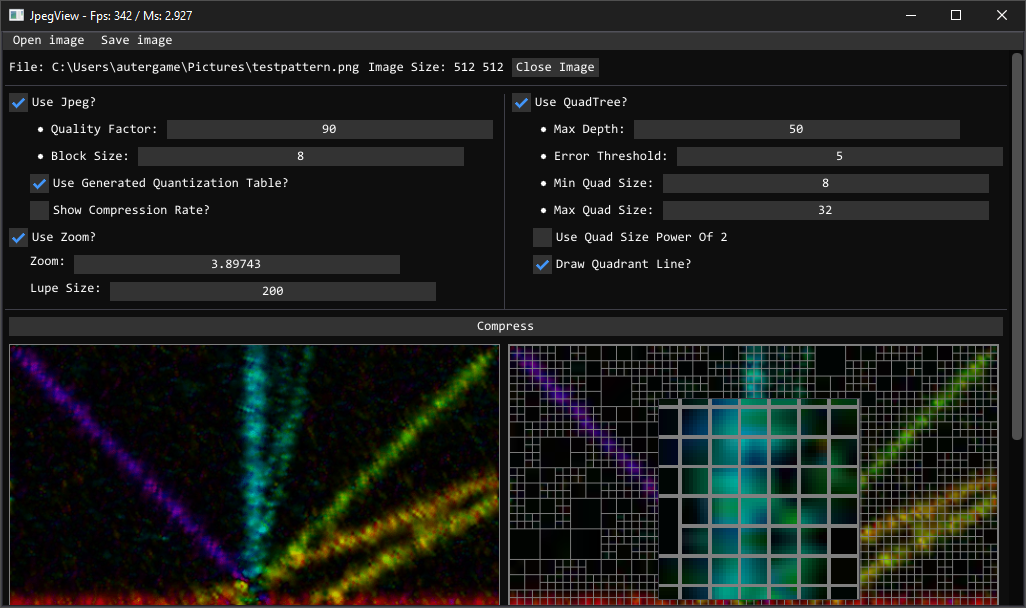 JpegView - Fps: 342 / Ms: 2.927
Open image Save image
File: C:\Users\autergame\Pictures\testpattern.png Image Size: 512 512 Close Image
Use Jpeg?
Quality Factor: 90
Block Size: 8
Use Generated Quantization Table?
Show Compression Rate?
Use Zoom?
Zoom: 3.89743
Lupe Size: 200
Use QuadTree?
Max Depth: 50
Error Threshold: 5
Min Quad Size: 8
Max Quad Size: 32
Use Quad Size Power Of 2
Draw Quadrant Line?
Compress